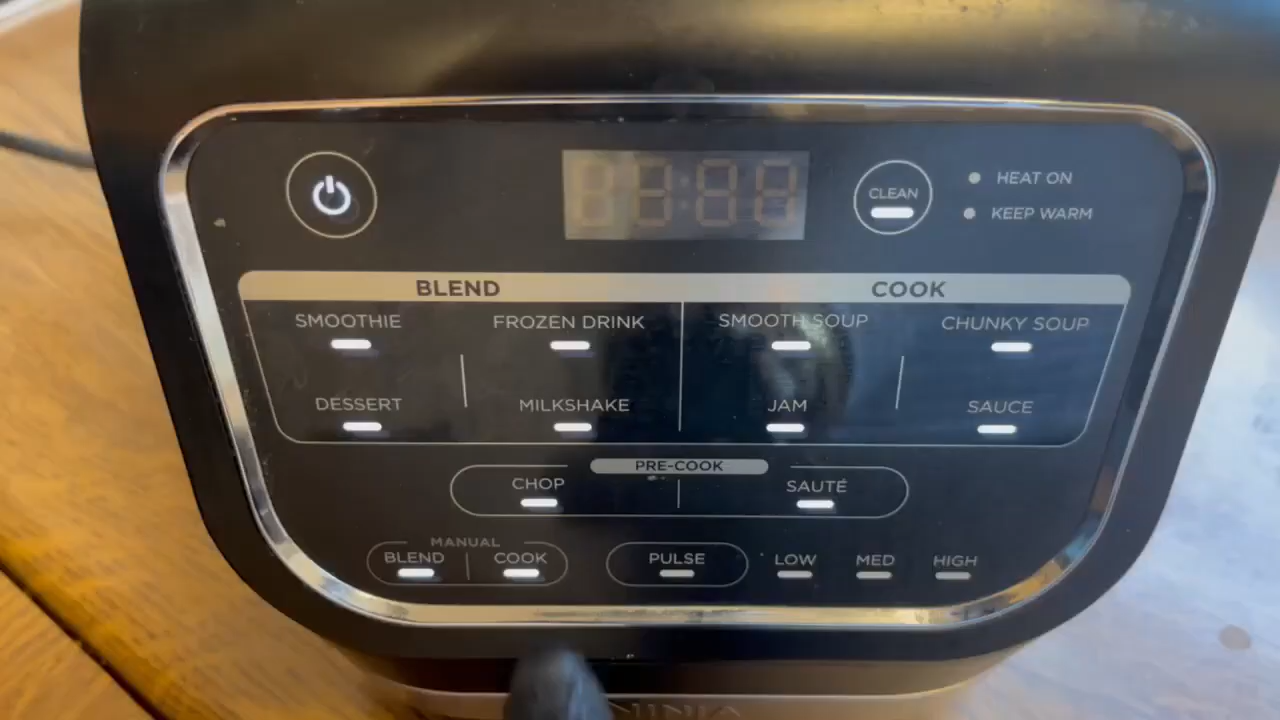 CLEAN
HEAT ON
KEEP WARM
BLEND COOK
SMOOTHIE FROZEN DRINK SMOOTH SOUP CHUNKY SOUP
DESSERT MILKSHAKE JAM SAUCE
PRE-COOK
CHOP SAUTÉ
MANUAL
BLEND COOK PULSE LOW MED HIGH